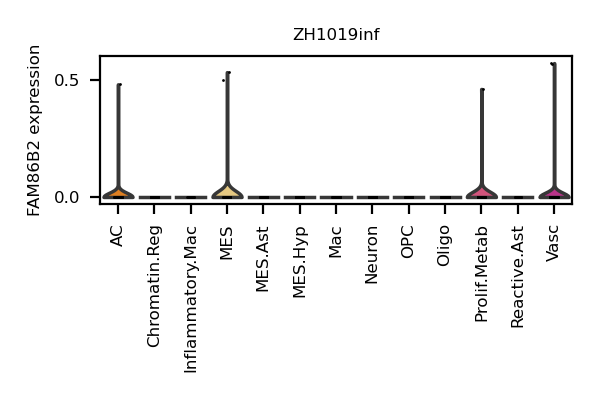 ZH1019inf
FAM86B2 expression
0.5
0.0
AC
Chromatin.Reg
Inflammatory.Mac
MES
MES.Ast
MES.Hyp
Mac
Neuron
OPC
Oligo
Prolif.Metab
Reactive.Ast
Vasc